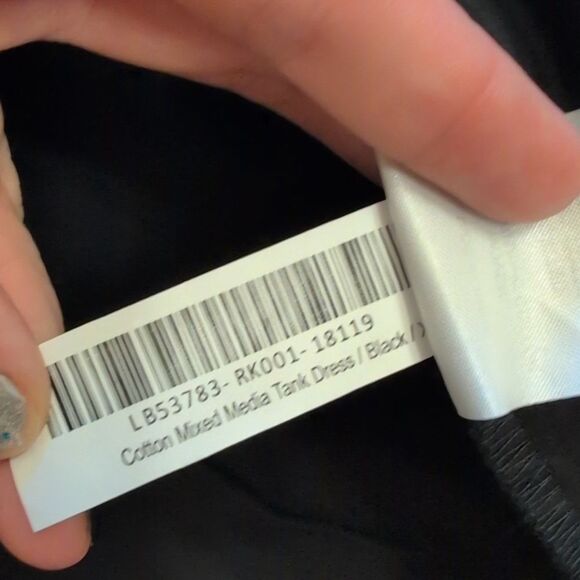 LB53783-RK001-18119
Cotton Mixed Media Tank Dress / Black / X